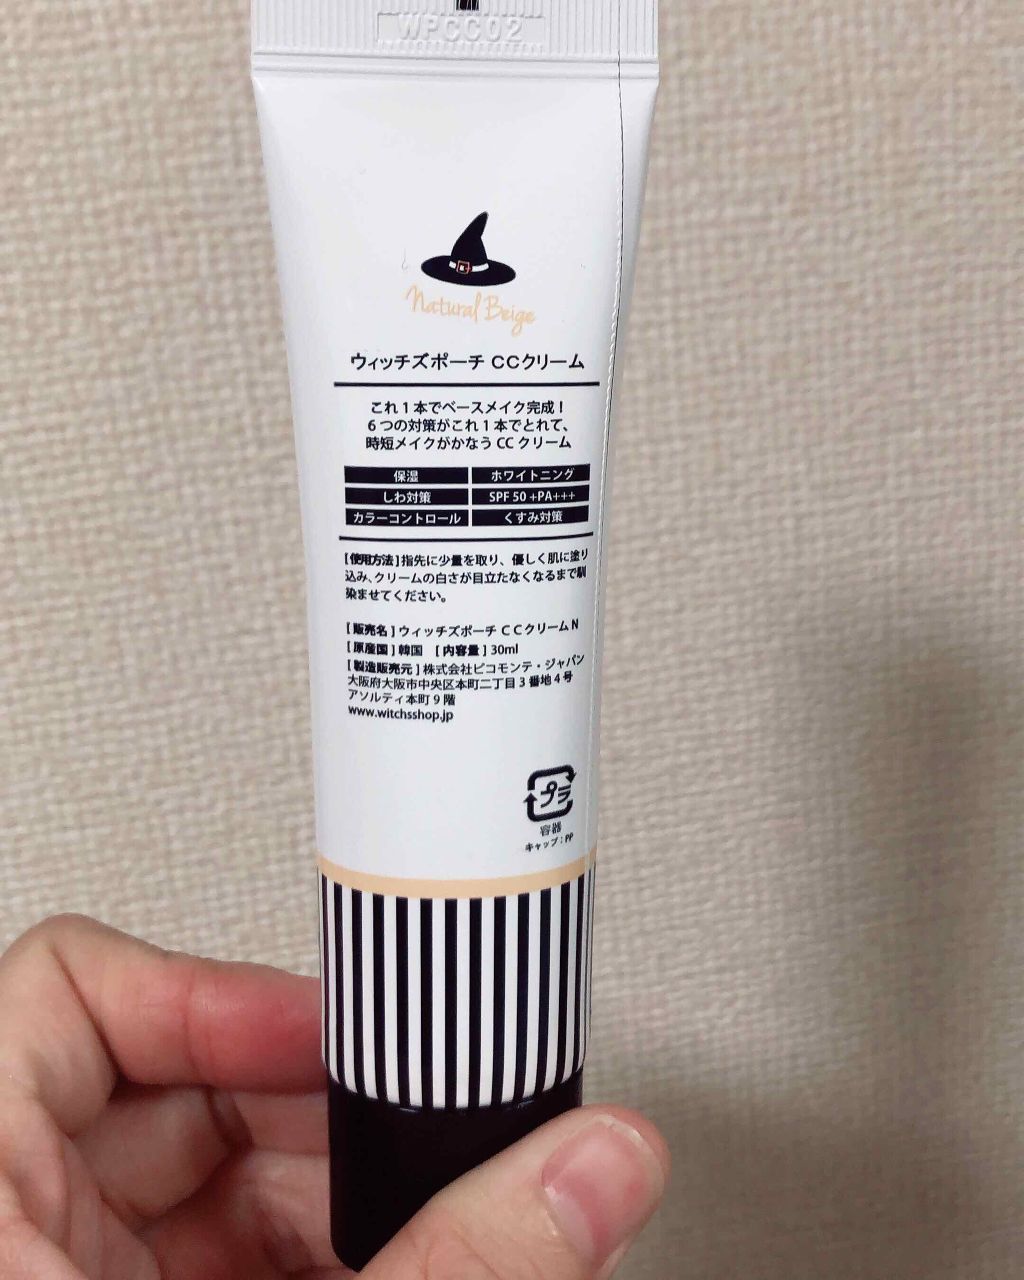 WPCC02
Natural Beige
ウィッチズポーチ CCクリーム
これ1本でベースメイク完成!
6つの対策がこれ1本でとれて、
時短メイクがかなう CC クリーム
保湿 ホワイトニング
しわ対策 SPF 50 +PA+++
カラーコントロール くすみ対策
[使用方法]指先に少量を取り、優しく肌に塗り
込み、クリームの白さが目立たなくなるまで馴
染ませてください。
[ 販売名 ] ウィッチズポーチ C C クリーム N
[ 原産国 ] 韓国 [ 内容量 ] 30ml
[ 製造販売元 ] 株式会社ピコモンテ・ジャパン
大阪府大阪市中央区本町二丁目 3 番地 4 号
アソルティ本町 9 階
www.witchsshop.jp
プラ
容器
キャップ : PP